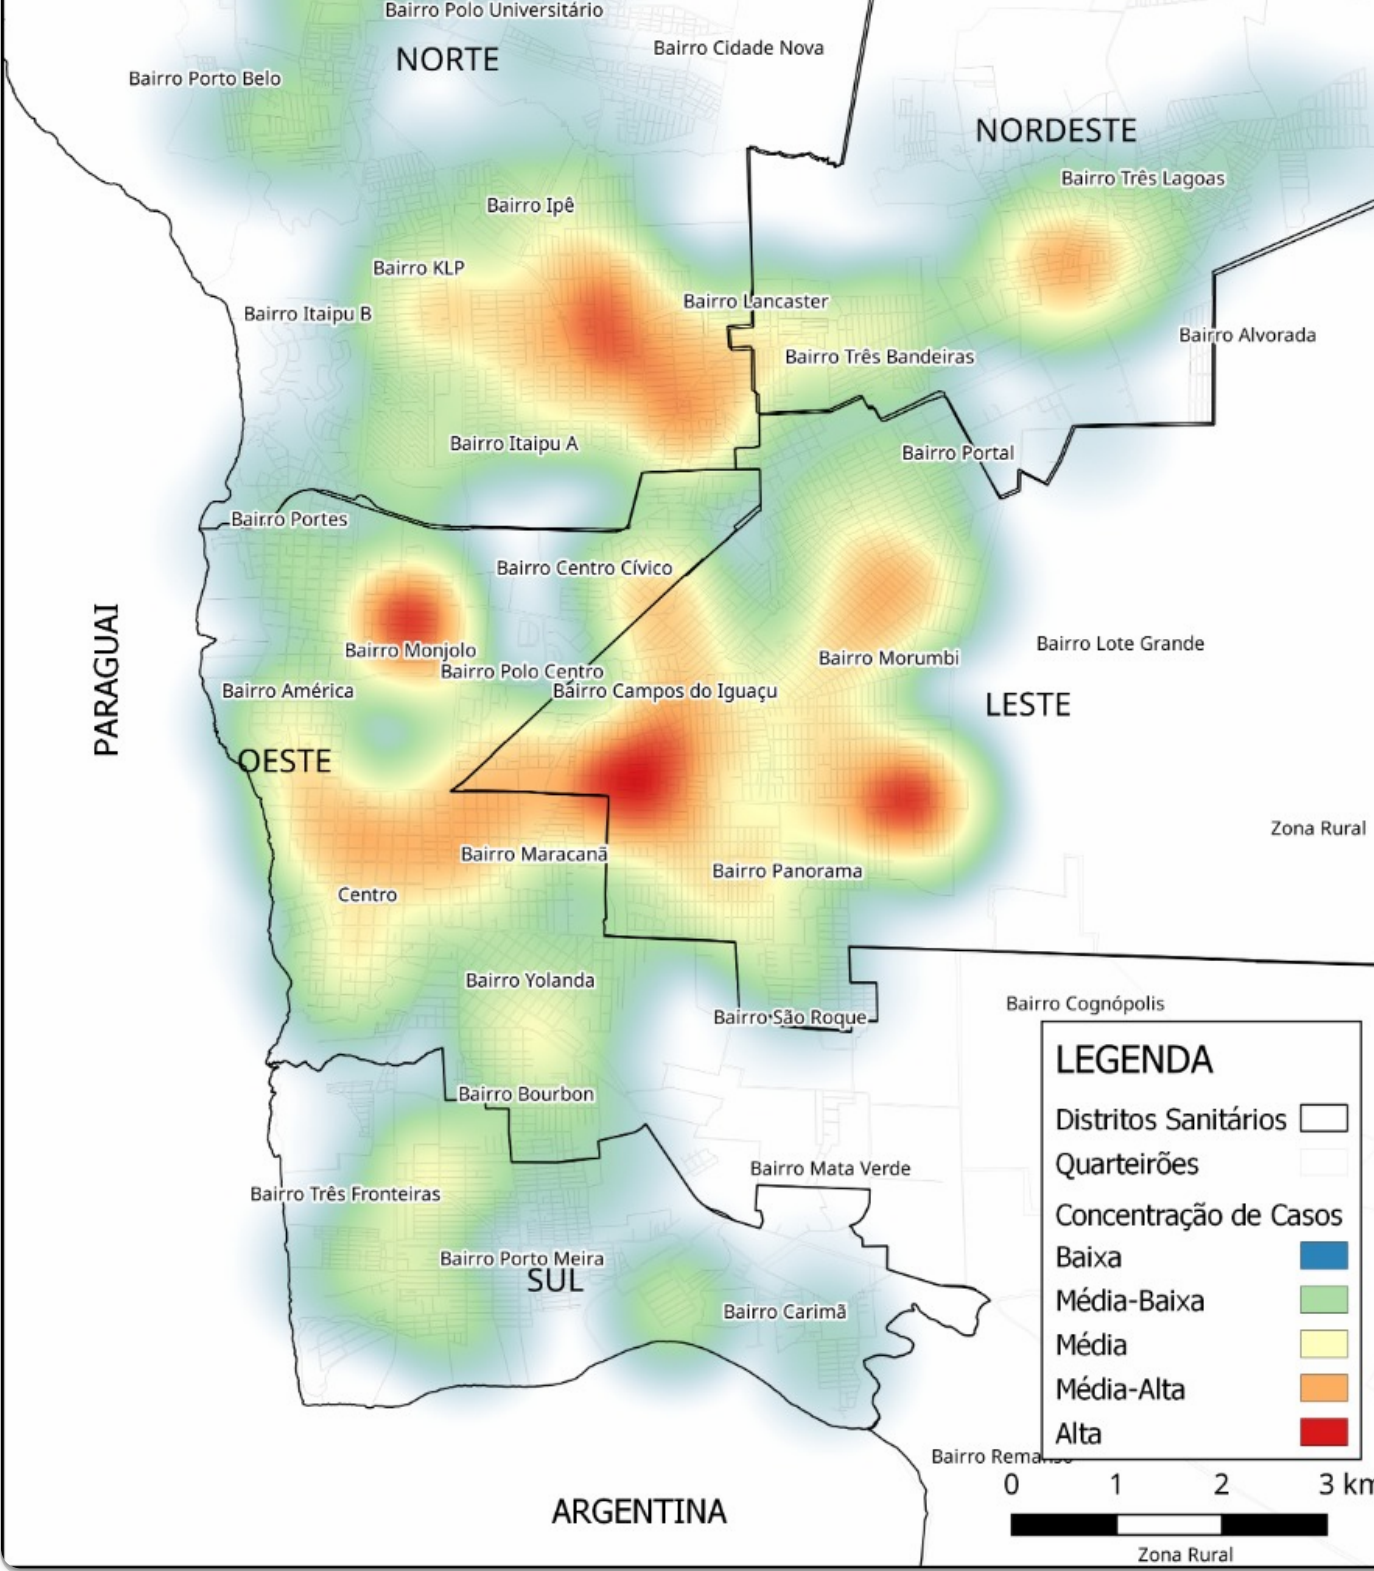 Bairro Polo Universitário
Bairro Cidade Nova
NORTE
Bairro Porto Belo
NORDESTE
Bairro Três Lagoas
Bairro Ipê
Bairro KLP
Bairro Lancaster
Bairro Itaipu B
Bairro Alvorada
Bairro Três Bandeiras
Bairro Itaipu A
Bairro Portal
Bairro Portes
Bairro Centro Cívico
PARAGUAI
Bairro Lote Grande
Bairro Monjolo
Bairro Morumbi
Bairro Polo Centro
Bairro América
Bairro Campos do Iguaçu
LESTE
OESTE
Zona Rural
Bairro Maracanã
Bairro Panorama
Centro
Bairro Yolanda
Bairro Cognópolis
Bairro São Roque
LEGENDA
Distritos Sanitários
Quarteirões
Concentração de Casos
Baixa
Média-Baixa
Média
Média-Alta
Alta
Bairro Bourbon
Bairro Mata Verde
Bairro Três Fronteiras
Bairro Porto Meira
SUL
Bairro Carimã
Bairro Remanso
0 1 2 3 km
ARGENTINA
Zona Rural